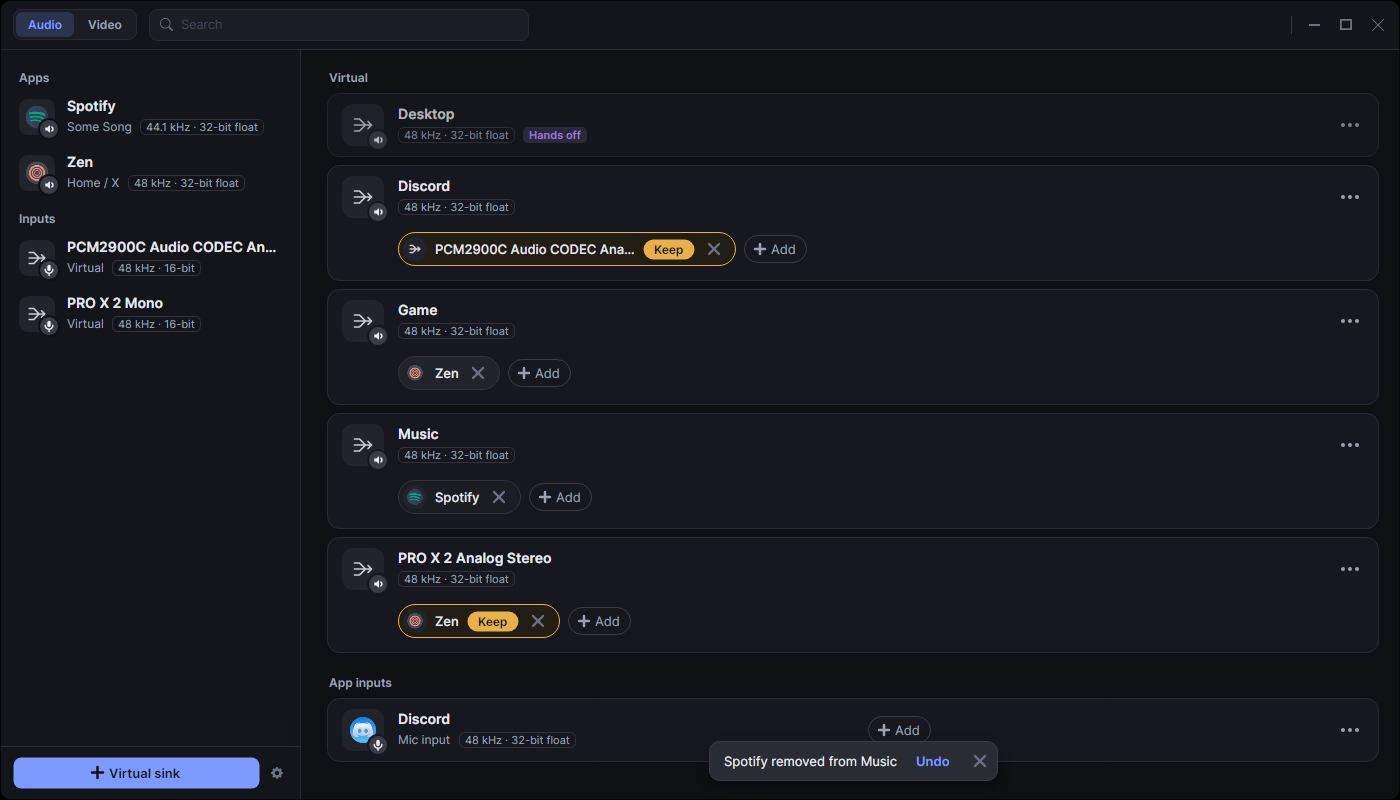 Audio Video Search
Apps
Spotify
Some Song 44.1 kHz · 32-bit float
Zen
Home / X 48 kHz · 32-bit float
Inputs
PCM2900C Audio CODEC An...
Virtual 48 kHz · 16-bit
PRO X 2 Mono
Virtual 48 kHz · 16-bit
Virtual sink
Virtual
Desktop
48 kHz · 32-bit float Hands off
Discord
48 kHz · 32-bit float
PCM2900C Audio CODEC Ana... Keep Add
Game
48 kHz · 32-bit float
Zen Add
Music
48 kHz · 32-bit float
Spotify Add
PRO X 2 Analog Stereo
48 kHz · 32-bit float
Zen Keep Add
App inputs
Discord
Mic input 48 kHz · 32-bit float Add
Spotify removed from Music Undo